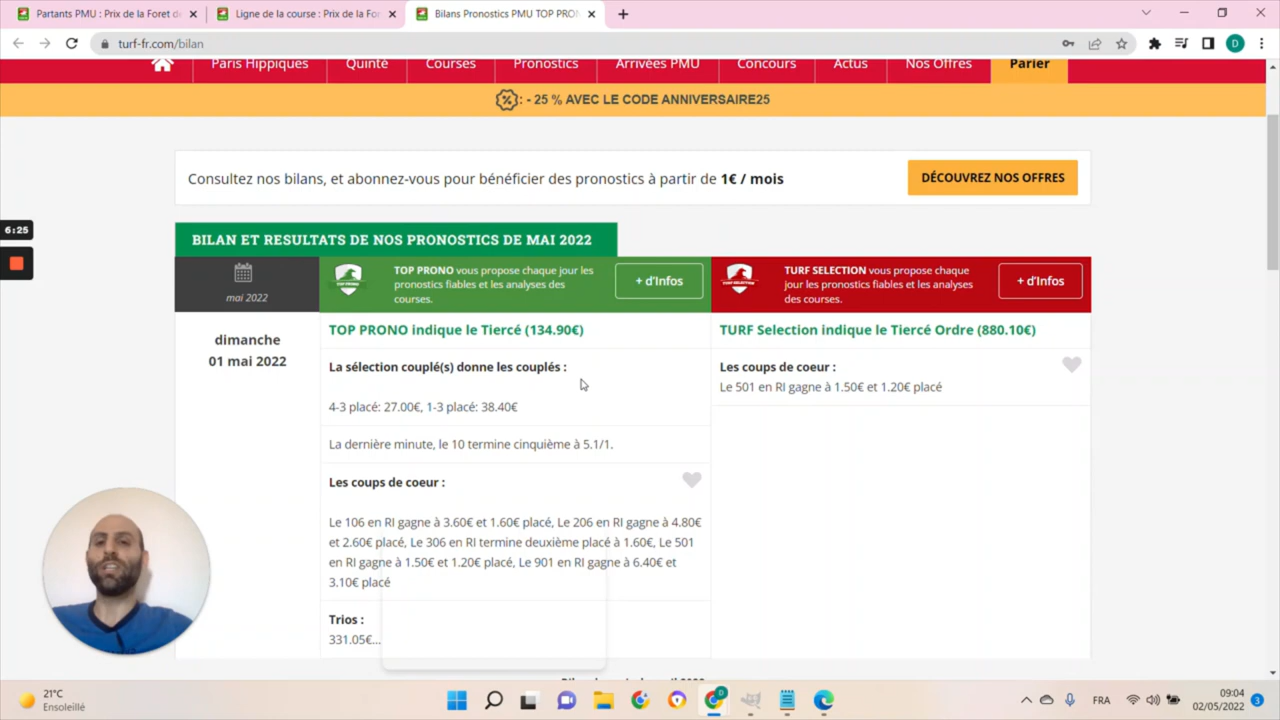 Partants PMU : Prix de la Foret d
Ligne de la course : Prix de la Fo
Bilans Pronostics PMU TOP PRON
turf-fr.com/bilan
D
Paris Hippiques
Quinté
Courses
Pronostics
Arrivées PMU
Concours
Actus
Nos Offres
Parier
: - 25 % AVEC LE CODE ANNIVERSAIRE25
Consultez nos bilans, et abonnez-vous pour bénéficier des pronostics à partir de 1€ / mois
DÉCOUVREZ NOS OFFRES
6:25
BILAN ET RESULTATS DE NOS PRONOSTICS DE MAI 2022
mai 2022
TOP PRONO vous propose chaque jour les
pronostics fiables et les analyses des
courses.
+ d'Infos
TURF SELECTION vous propose chaque
jour les pronostics fiables et les analyses
des courses.
+ d'Infos
dimanche
01 mai 2022
TOP PRONO indique le Tiercé (134.90€)
La sélection couplé(s) donne les couplés :
4-3 placé: 27.00€, 1-3 placé: 38.40€
La dernière minute, le 10 termine cinquième à 5.1/1.
Les coups de coeur :
Le 106 en RI gagne à 3.60€ et 1.60€ placé, Le 206 en RI gagne à 4.80€
et 2.60€ placé, Le 306 en RI termine deuxième placé à 1.60€, Le 501
en RI gagne à 1.50€ et 1.20€ placé, Le 901 en RI gagne à 6.40€ et
3.10€ placé
Trios :
331.05€...
TURF Selection indique le Tiercé Ordre (880.10€)
Les coups de coeur :
Le 501 en RI gagne à 1.50€ et 1.20€ placé
21°C
Ensoleillé
FRA
09:04
02/05/2022
3